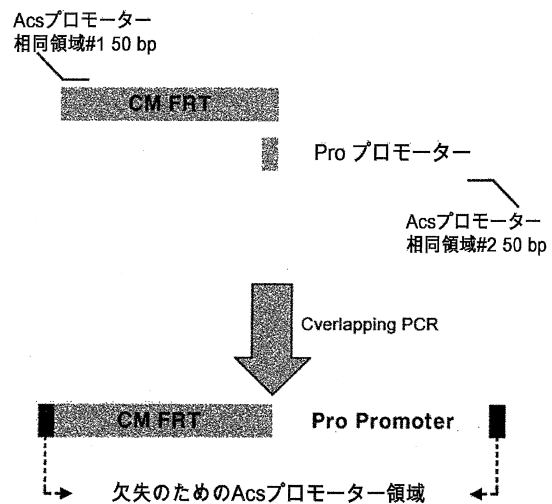 Acsプロモーター
相同領域#1 50 bp
CM FRT
Pro プロモーター
Acsプロモーター
相同領域#2 50 bp
Cverlapping PCR
CM FRT
Pro Promoter
欠失のためのAcsプロモーター領域